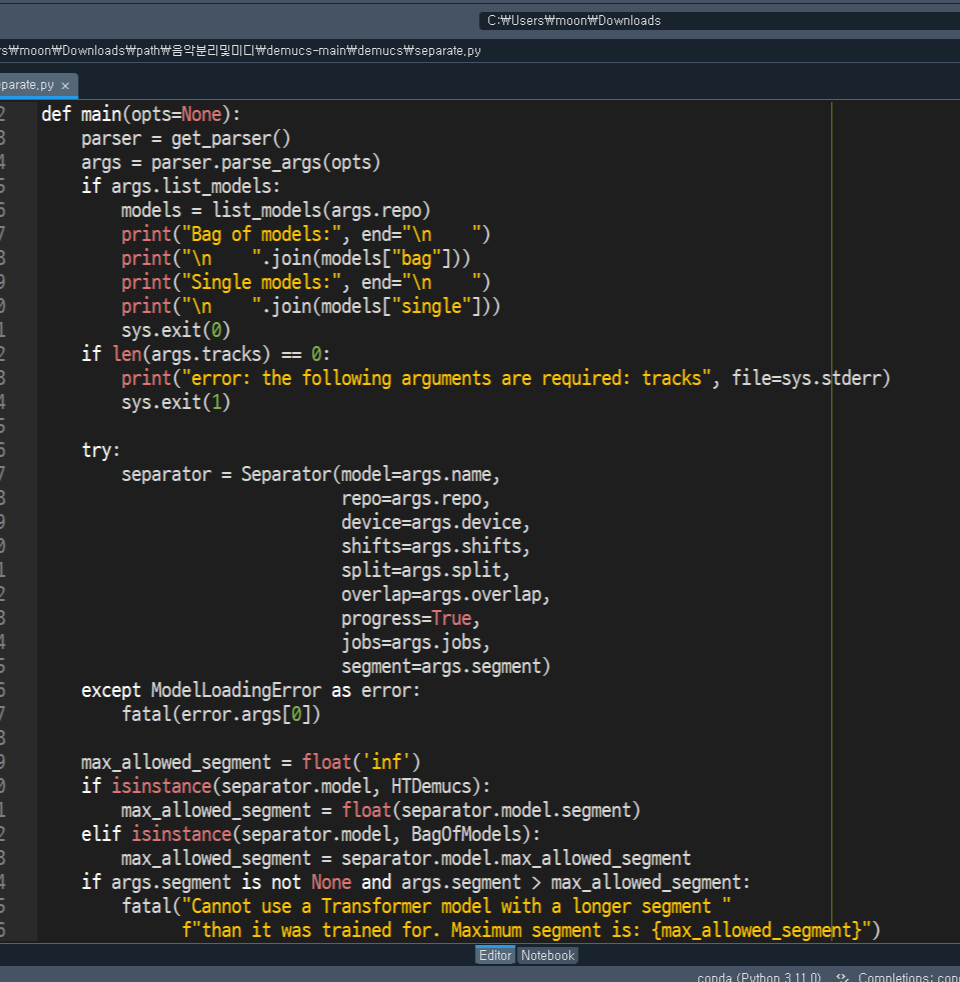 C:₩Users₩moon₩Downloads
rs₩moon₩Downloads₩path₩음악분리및미디₩demucs-main₩demucs₩separate.py
parate.py ×
2 def main(opts=None):
3     parser = get_parser()
4     args = parser.parse_args(opts)
5     if args.list_models:
6         models = list_models(args.repo)
7         print("Bag of models:", end="\n    ")
8         print("\n    ".join(models["bag"]))
9         print("Single models:", end="\n    ")
0         print("\n    ".join(models["single"]))
1         sys.exit(0)
2     if len(args.tracks) == 0:
3         print("error: the following arguments are required: tracks", file=sys.stderr)
4         sys.exit(1)
5
6     try:
7         separator = Separator(model=args.name,
8                               repo=args.repo,
9                               device=args.device,
0                               shifts=args.shifts,
1                               split=args.split,
2                               overlap=args.overlap,
3                               progress=True,
4                               jobs=args.jobs,
5                               segment=args.segment)
6     except ModelLoadingError as error:
7         fatal(error.args[0])
8
9     max_allowed_segment = float('inf')
0     if isinstance(separator.model, HTDemucs):
1         max_allowed_segment = float(separator.model.segment)
2     elif isinstance(separator.model, BagOfModels):
3         max_allowed_segment = separator.model.max_allowed_segment
4     if args.segment is not None and args.segment > max_allowed_segment:
5         fatal("Cannot use a Transformer model with a longer segment "
6               f"than it was trained for. Maximum segment is: {max_allowed_segment}")
Editor Notebook
conda (Python 3.11.0) Completions: con